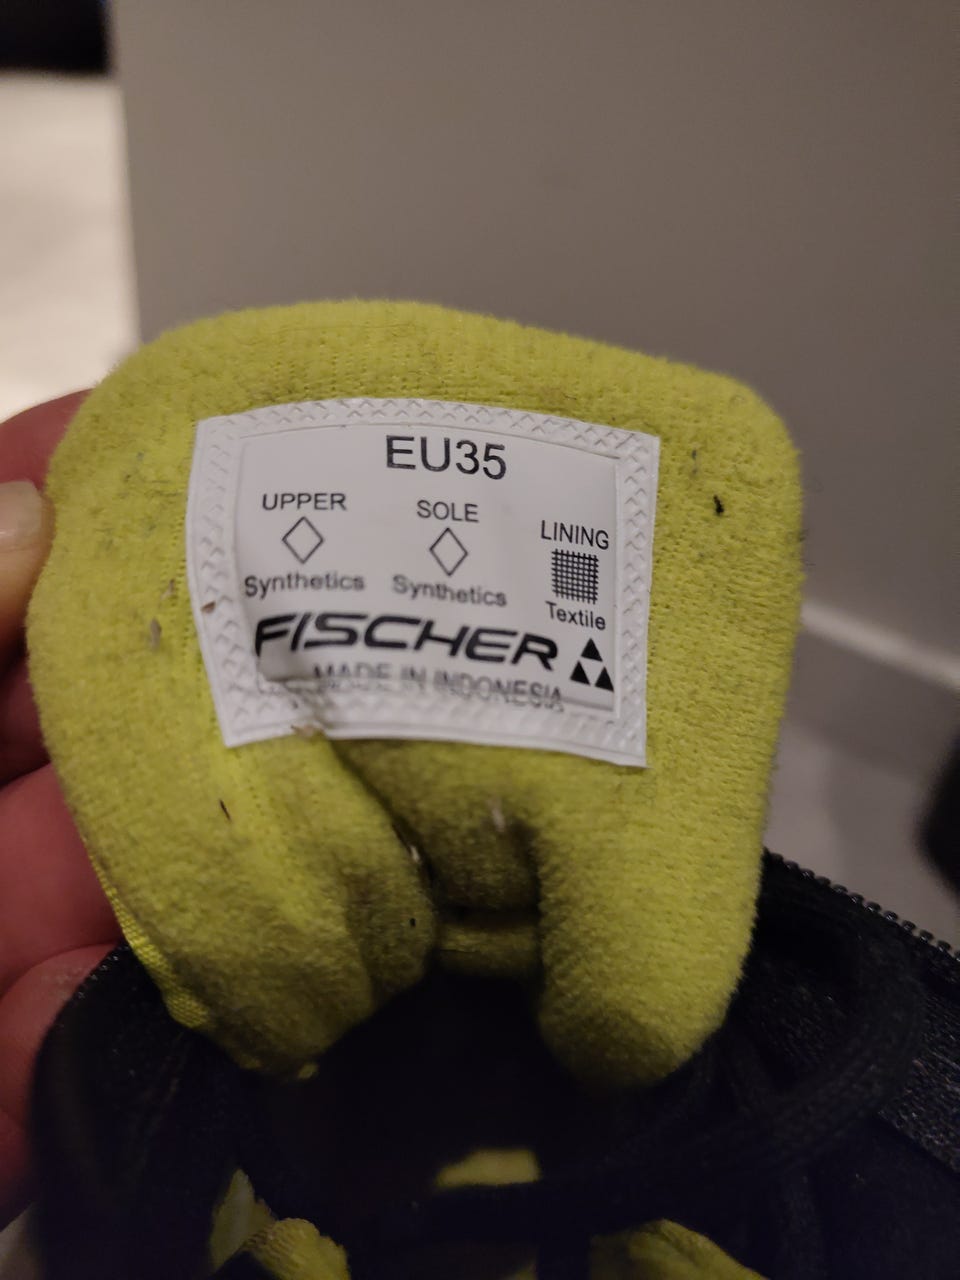 EU35
UPPER SOLE LINING
Synthetics Synthetics Textile
FISCHER
MADE IN INDONESIA